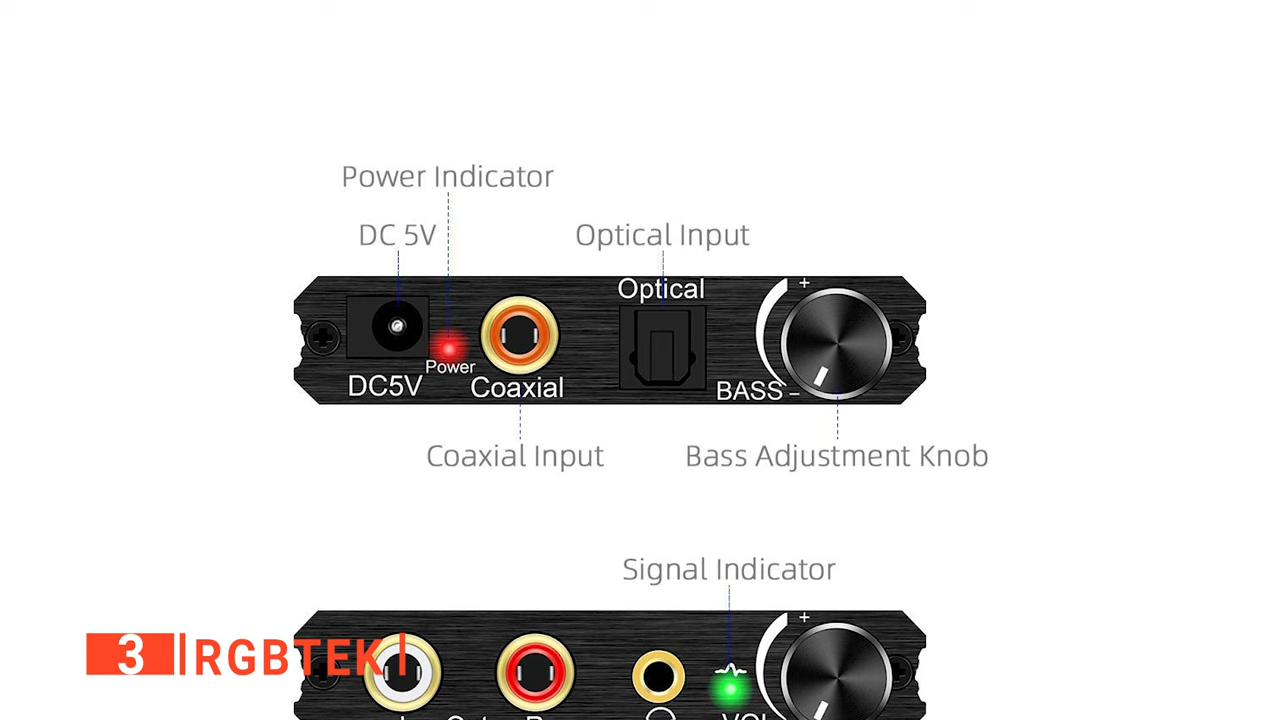 Power Indicator
DC 5V
Optical Input
Optical
+
Power
DC5V
Coaxial
BASS –
Coaxial Input
Bass Adjustment Knob
Signal Indicator
+
3 RGBTEK